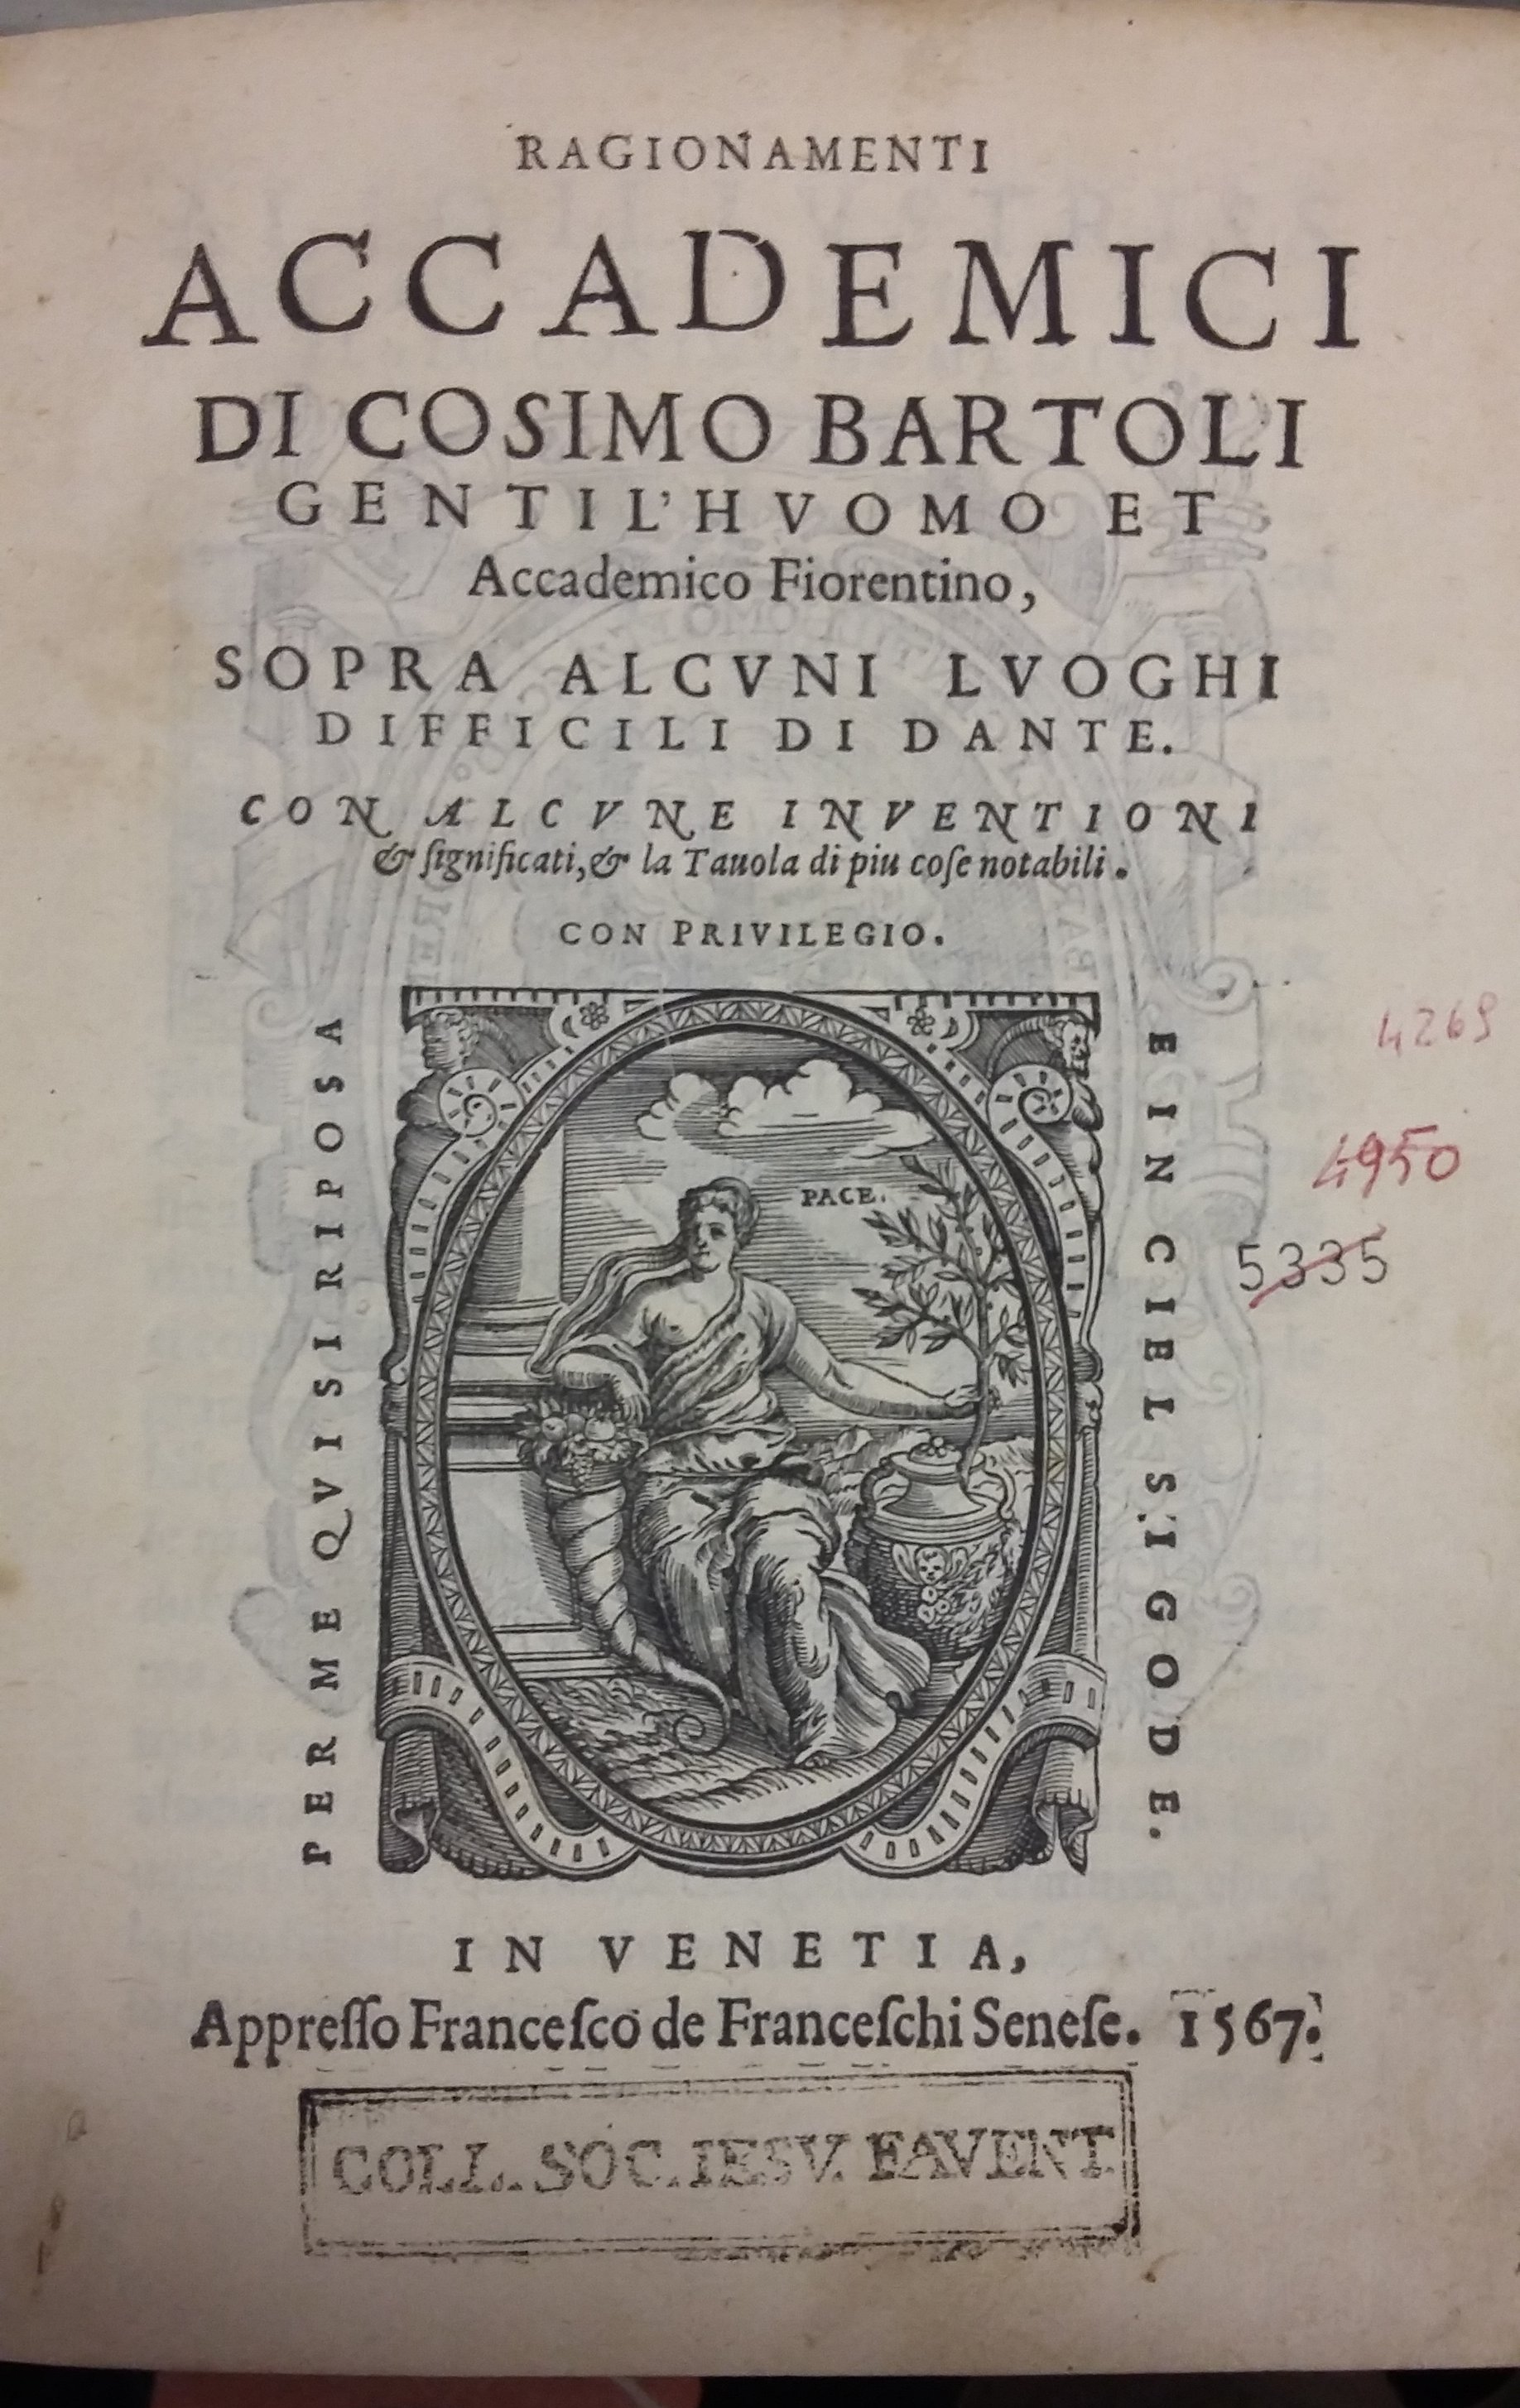 RAGIONAMENTI
ACCADEMICI
DI COSIMO BARTOLI
GENTIL'HVOMO ET
Accademico Fiorentino,
SOPRA ALCVNI LVOGHI
DIFFICILI DI DANTE.
CON ALCVNE INVENTIONI
& ſignificati, & la Tauola di piu coſe notabili.
CON PRIVILEGIO.
PER ME QVI SI RIPOSA
PACE.
E IN CIEL SI GODE.
4269
4950
5335
IN VENETIA,
Appreſſo Franceſco de Franceſchi Seneſe. 1567.
COLL. SOC. IESV. FAVENT.